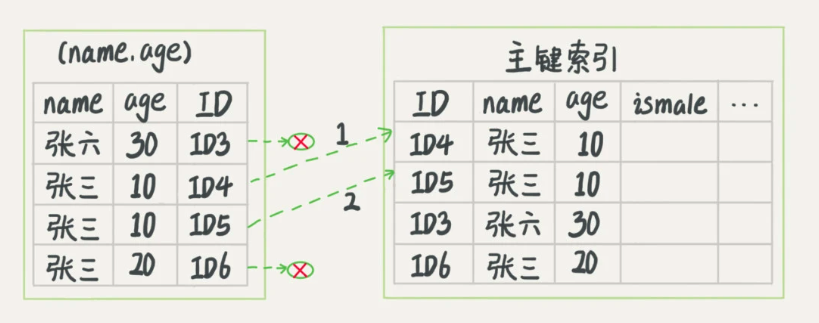 (name.age)
name age ID
张六 30 ID3
张三 10 ID4
张三 10 ID5
张三 20 ID6
1
2
主键索引
ID name age ismale ...
ID4 张三 10
ID5 张三 10
ID3 张六 30
ID6 张三 20